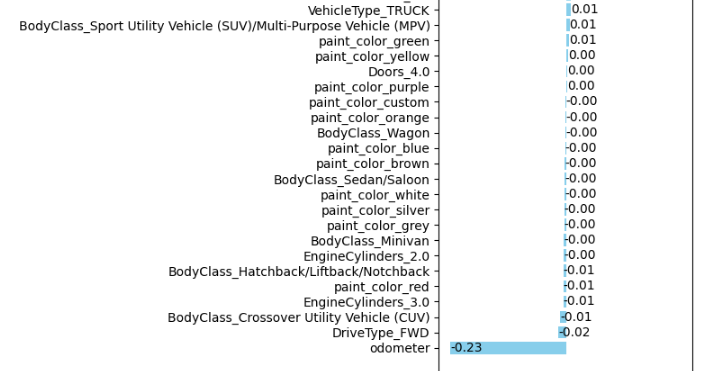 VehicleType_TRUCK 0.01
BodyClass_Sport Utility Vehicle (SUV)/Multi-Purpose Vehicle (MPV) 0.01
paint_color_green 0.01
paint_color_yellow 0.00
Doors_4.0 0.00
paint_color_purple 0.00
paint_color_custom -0.00
paint_color_orange -0.00
BodyClass_Wagon -0.00
paint_color_blue -0.00
paint_color_brown -0.00
BodyClass_Sedan/Saloon -0.00
paint_color_white -0.00
paint_color_silver -0.00
paint_color_grey -0.00
BodyClass_Minivan -0.00
EngineCylinders_2.0 -0.00
BodyClass_Hatchback/Liftback/Notchback -0.01
paint_color_red -0.01
EngineCylinders_3.0 -0.01
BodyClass_Crossover Utility Vehicle (CUV) -0.01
DriveType_FWD -0.02
odometer -0.23